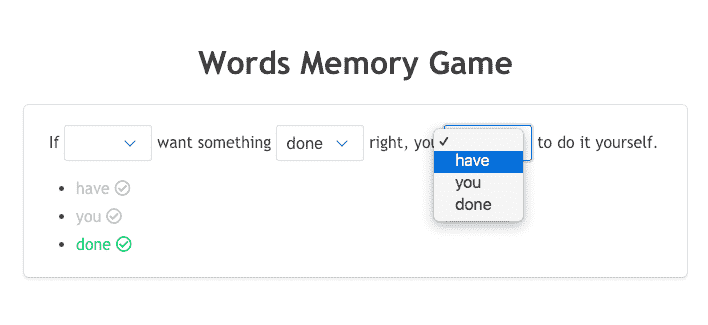 Words Memory Game
If want something done right, you to do it yourself.
have
you
done
have
you
done